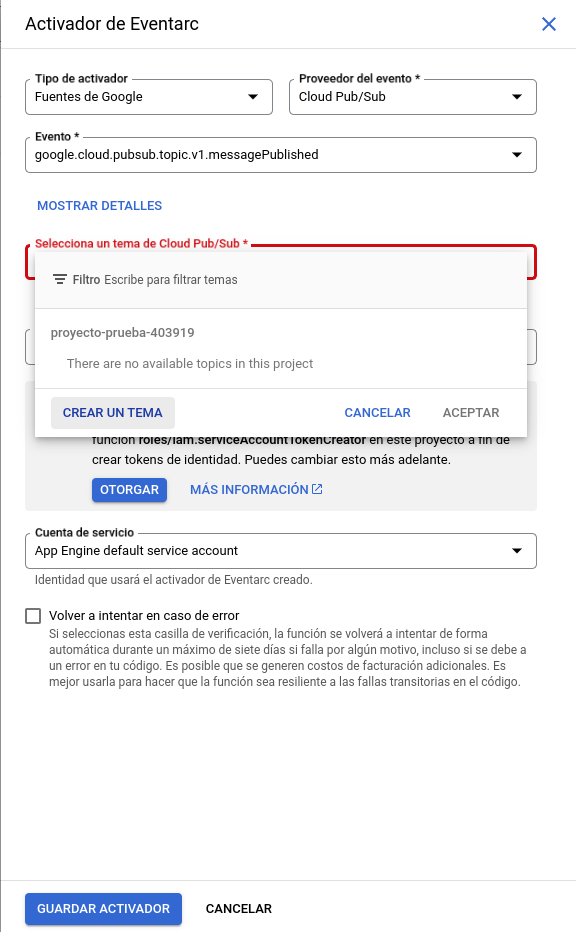 Activador de Eventarc
Tipo de activador
Fuentes de Google
Proveedor del evento *
Cloud Pub/Sub
Evento *
google.cloud.pubsub.topic.v1.messagePublished
MOSTRAR DETALLES
Selecciona un tema de Cloud Pub/Sub *
Filtro Escribe para filtrar temas
proyecto-prueba-403919
There are no available topics in this project
CREAR UN TEMA
CANCELAR
ACEPTAR
función roles/iam.serviceAccountTokenCreator en este proyecto a fin de
crear tokens de identidad. Puedes cambiar esto más adelante.
OTORGAR
MÁS INFORMACIÓN
Cuenta de servicio
App Engine default service account
Identidad que usará el activador de Eventarc creado.
Volver a intentar en caso de error
Si seleccionas esta casilla de verificación, la función se volverá a intentar de forma
automática durante un máximo de siete días si falla por algún motivo, incluso si se debe a
un error en tu código. Es posible que se generen costos de facturación adicionales. Es
mejor usarla para hacer que la función sea resiliente a las fallas transitorias en el código.
GUARDAR ACTIVADOR
CANCELAR